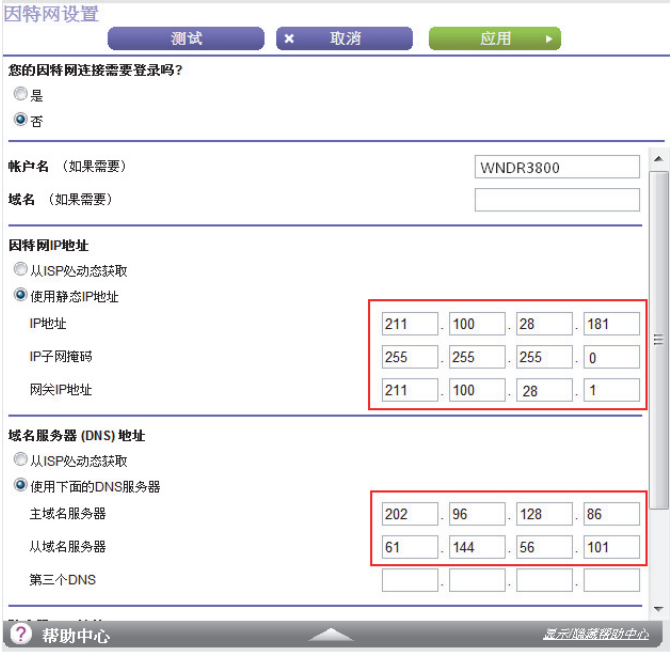 因特网设置
测试 × 取消 应用
您的因特网连接需要登录吗?
是
否
帐户名 (如果需要) WNDR3800
域名 (如果需要)
因特网IP地址
从ISP处动态获取
使用静态IP地址
IP地址 211 . 100 . 28 . 181
IP子网掩码 255 . 255 . 255 . 0
网关IP地址 211 . 100 . 28 . 1
域名服务器 (DNS) 地址
从ISP处动态获取
使用下面的DNS服务器
主域名服务器 202 . 96 . 128 . 86
从域名服务器 61 . 144 . 56 . 101
第三个DNS . . .
? 帮助中心 显示/隐藏帮助中心